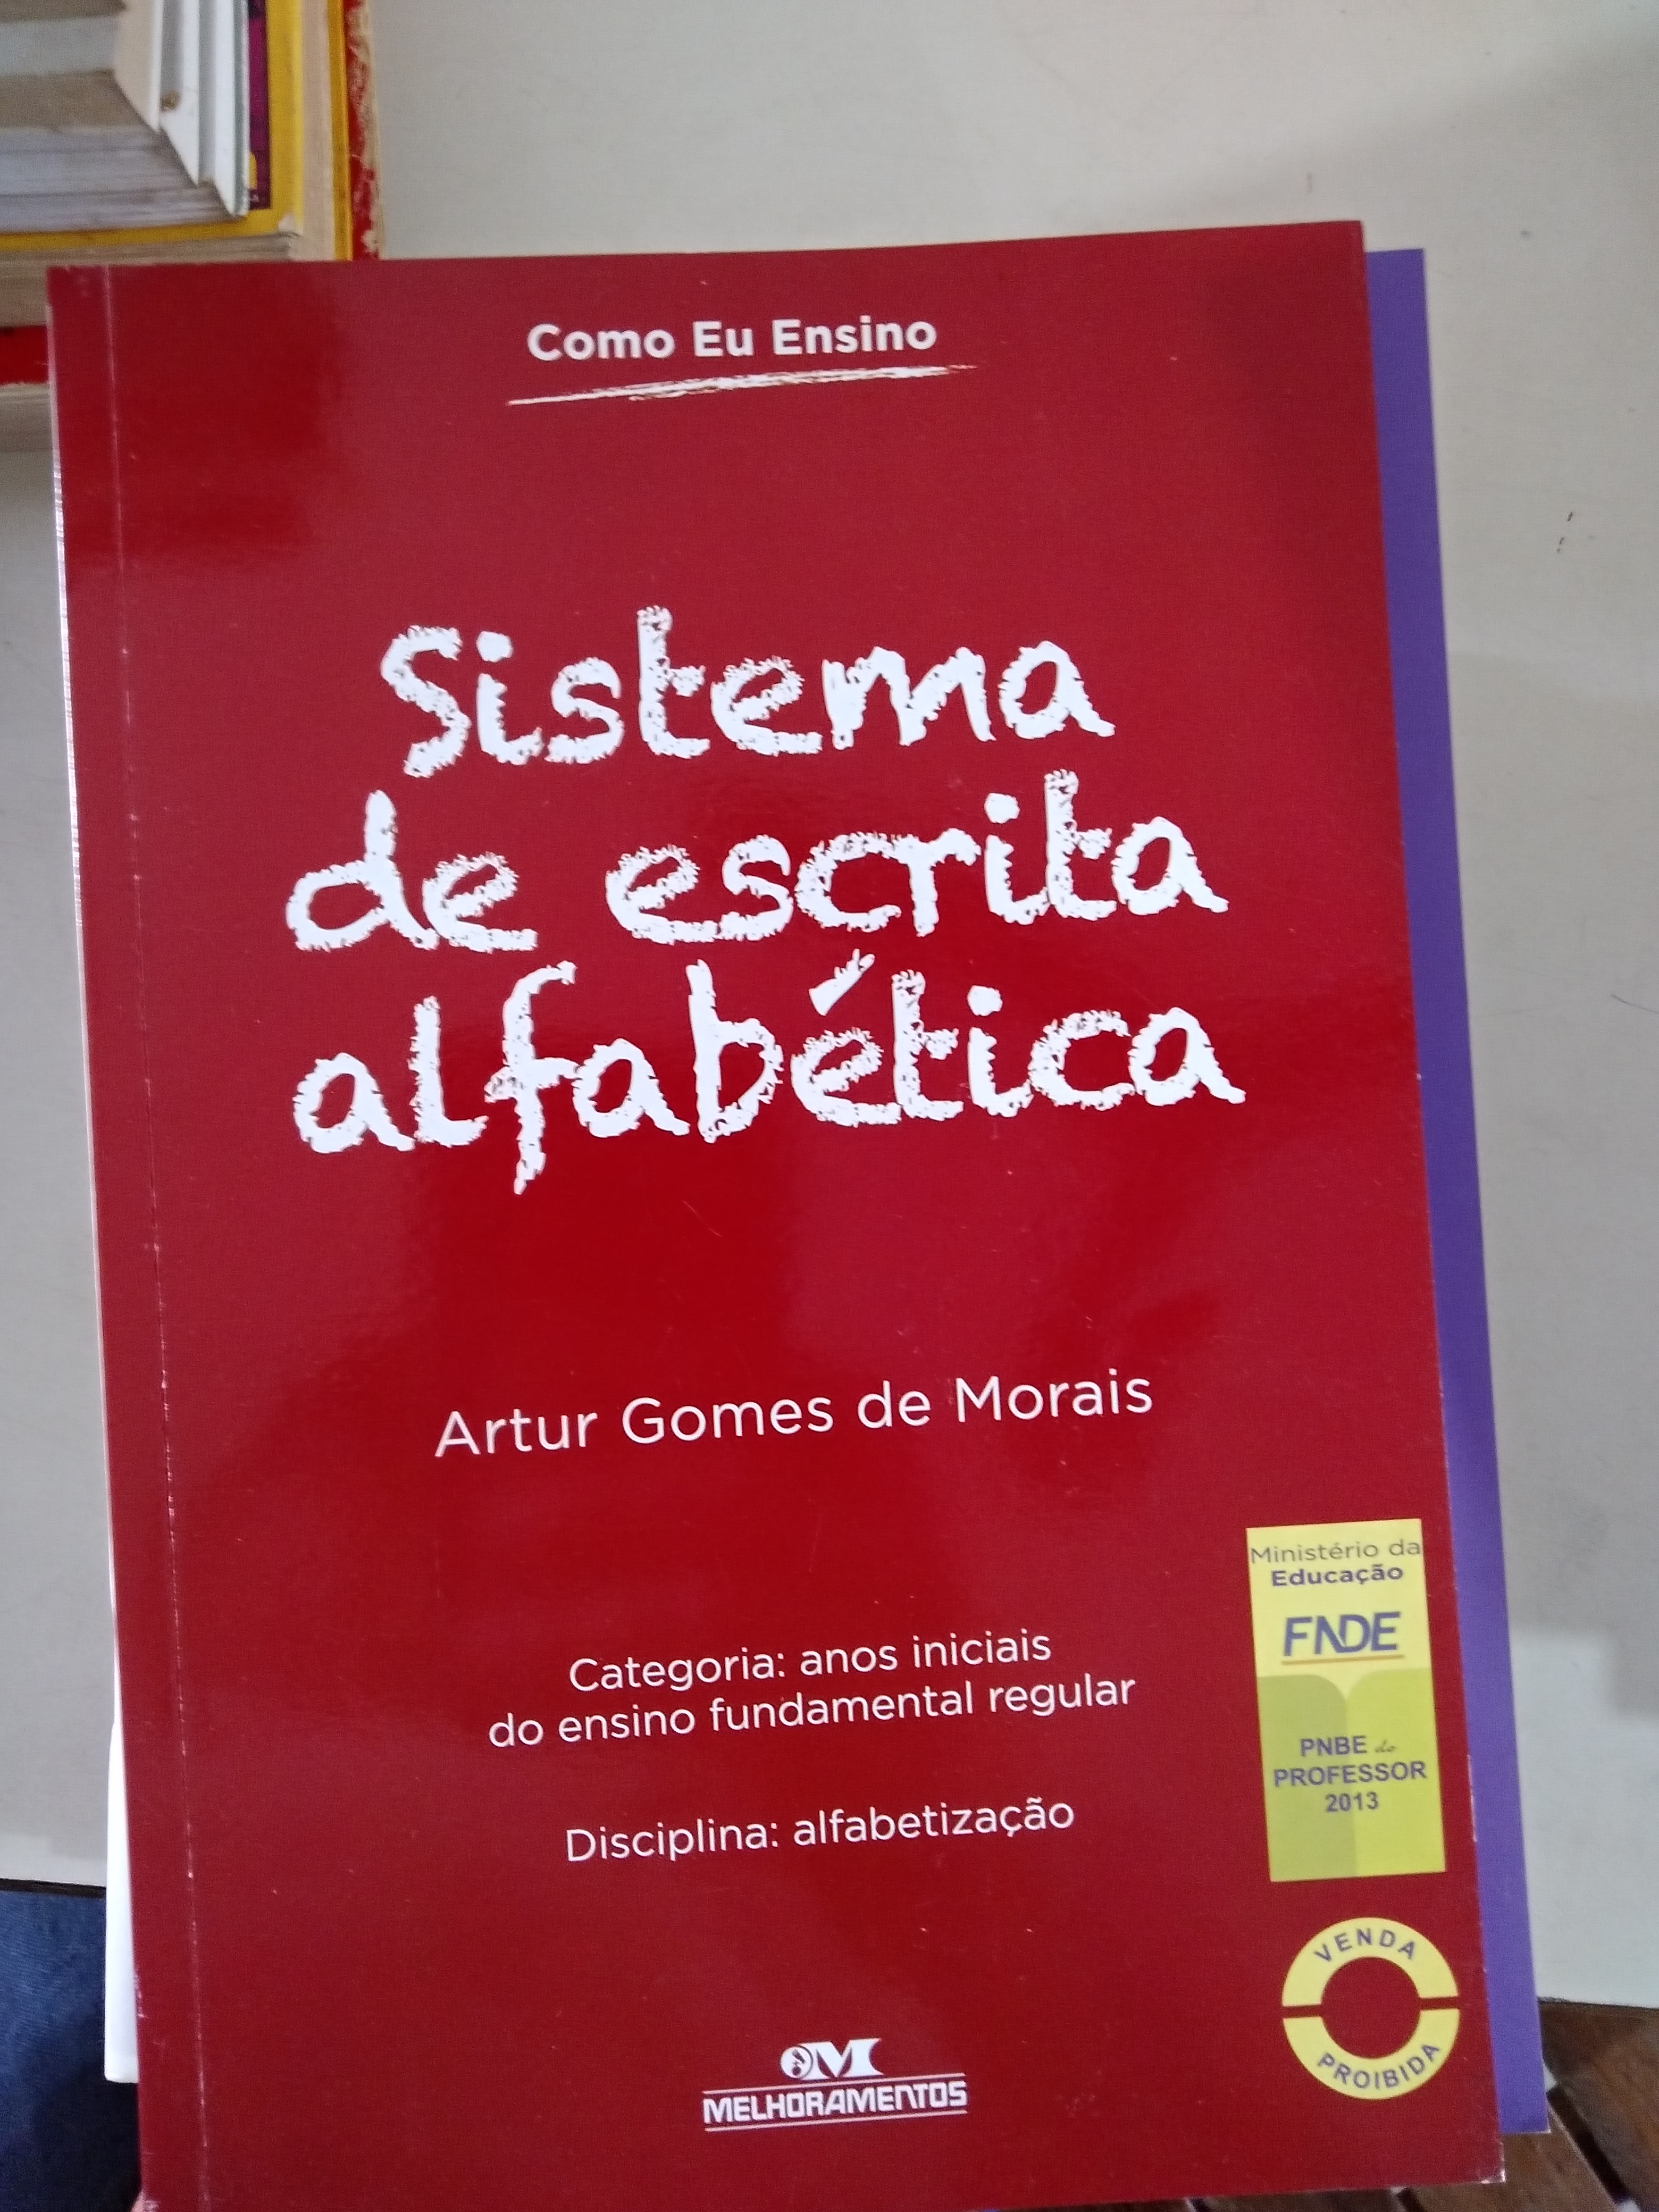 Como Eu Ensino
Sistema
de escrita
alfabética
Artur Gomes de Morais
Categoria: anos iniciais
do ensino fundamental regular
Disciplina: alfabetização
Ministério da
Educação
FNDE
PNBE do
PROFESSOR
2013
VENDA
PROIBIDA
MELHORAMENTOS